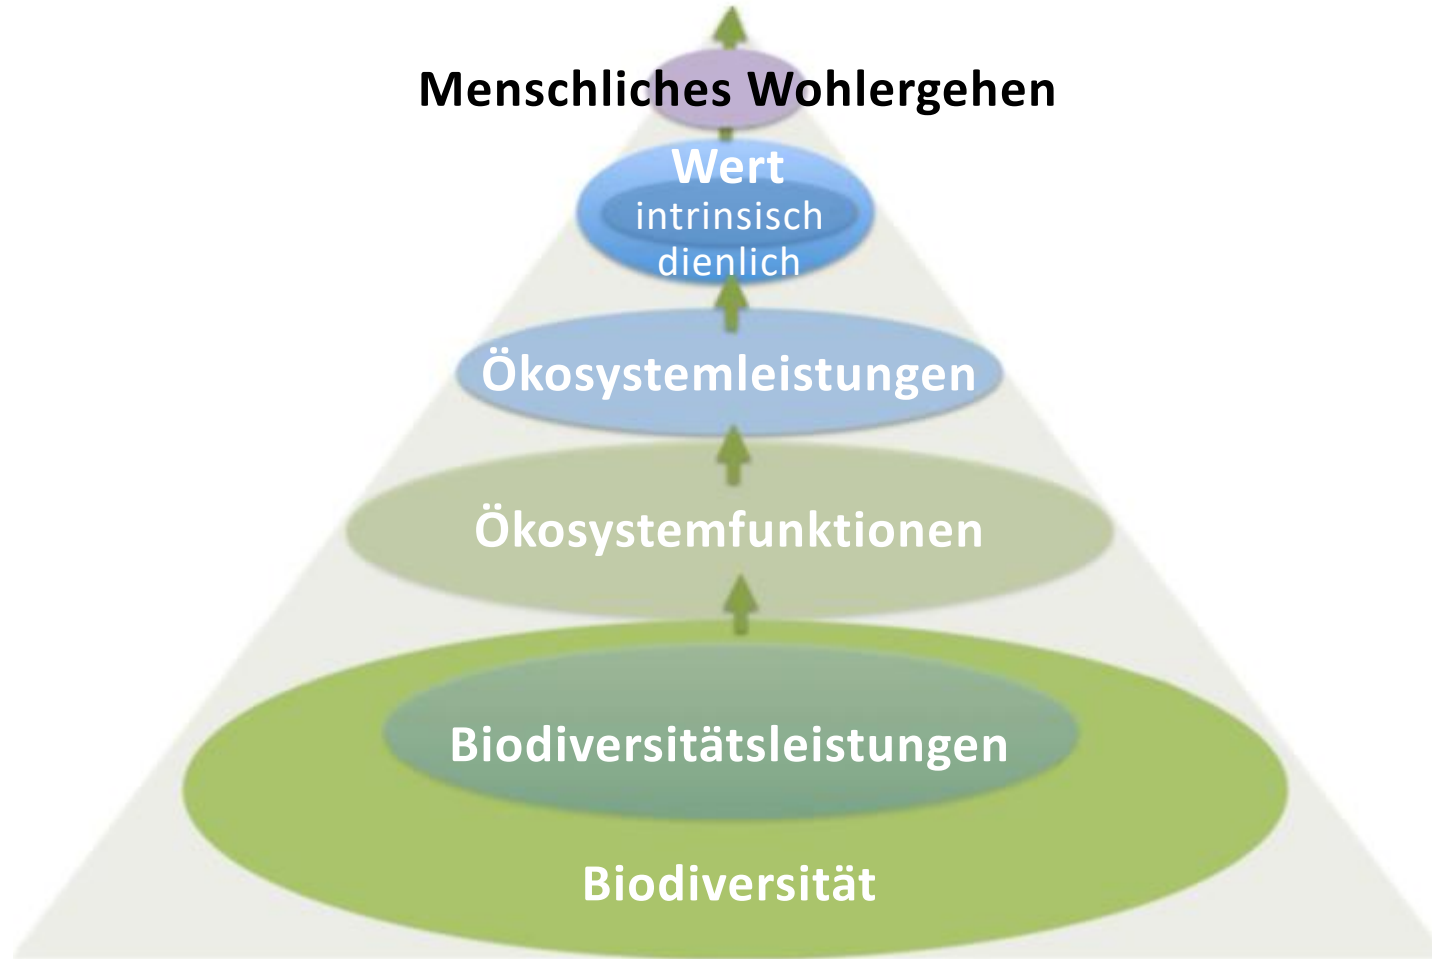 Menschliches Wohlergehen
Wert
intrinsisch
dienlich
Ökosystemleistungen
Ökosystemfunktionen
Biodiversitätsleistungen
Biodiversität